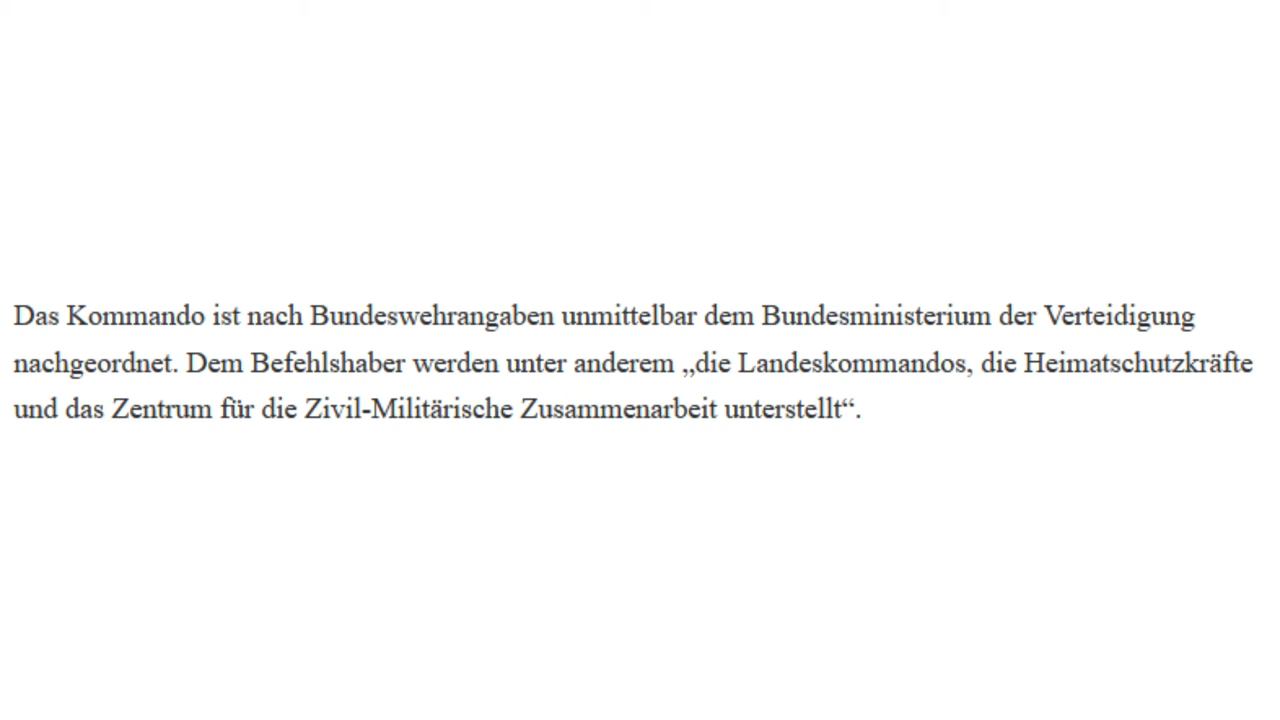 Das Kommando ist nach Bundeswehrangaben unmittelbar dem Bundesministerium der Verteidigung
nachgeordnet. Dem Befehlshaber werden unter anderem „die Landeskommandos, die Heimatschutzkräfte
und das Zentrum für die Zivil-Militärische Zusammenarbeit unterstellt“.